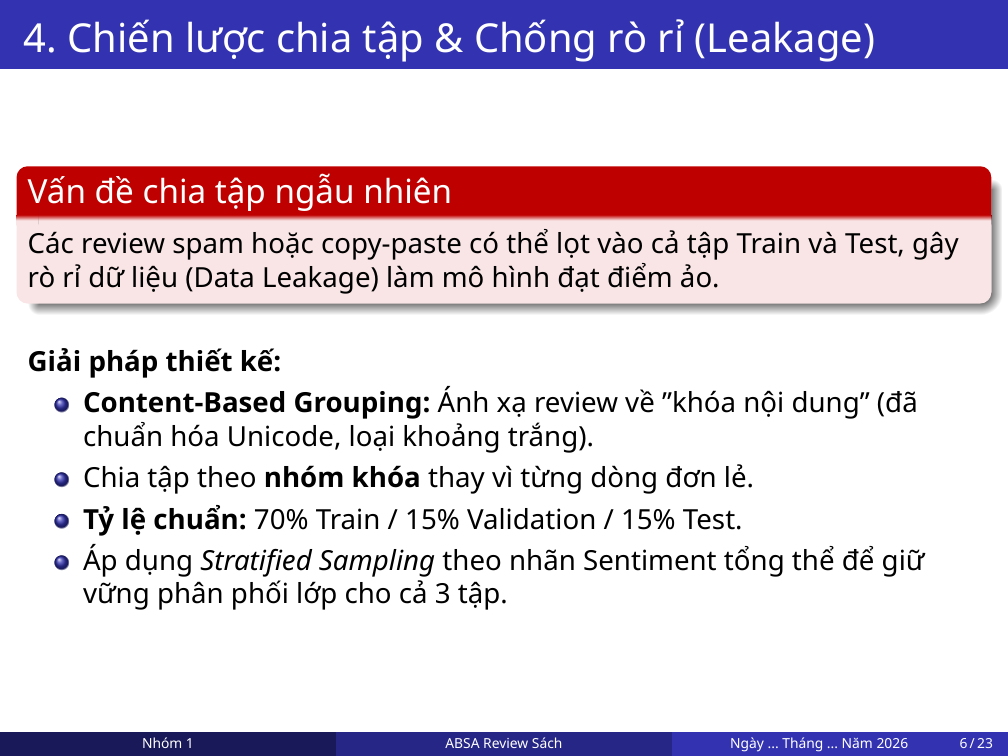 4. Chiến lược chia tập & Chống rò rỉ (Leakage)
Vấn đề chia tập ngẫu nhiên
Các review spam hoặc copy-paste có thể lọt vào cả tập Train và Test, gây
rò rỉ dữ liệu (Data Leakage) làm mô hình đạt điểm ảo.
Giải pháp thiết kế:
Content-Based Grouping: Ánh xạ review về ”khóa nội dung” (đã
chuẩn hóa Unicode, loại khoảng trắng).
Chia tập theo nhóm khóa thay vì từng dòng đơn lẻ.
Tỷ lệ chuẩn: 70% Train / 15% Validation / 15% Test.
Áp dụng Stratified Sampling theo nhãn Sentiment tổng thể để giữ
vững phân phối lớp cho cả 3 tập.
Nhóm 1 ABSA Review Sách Ngày ... Tháng ... Năm 2026 6 / 23